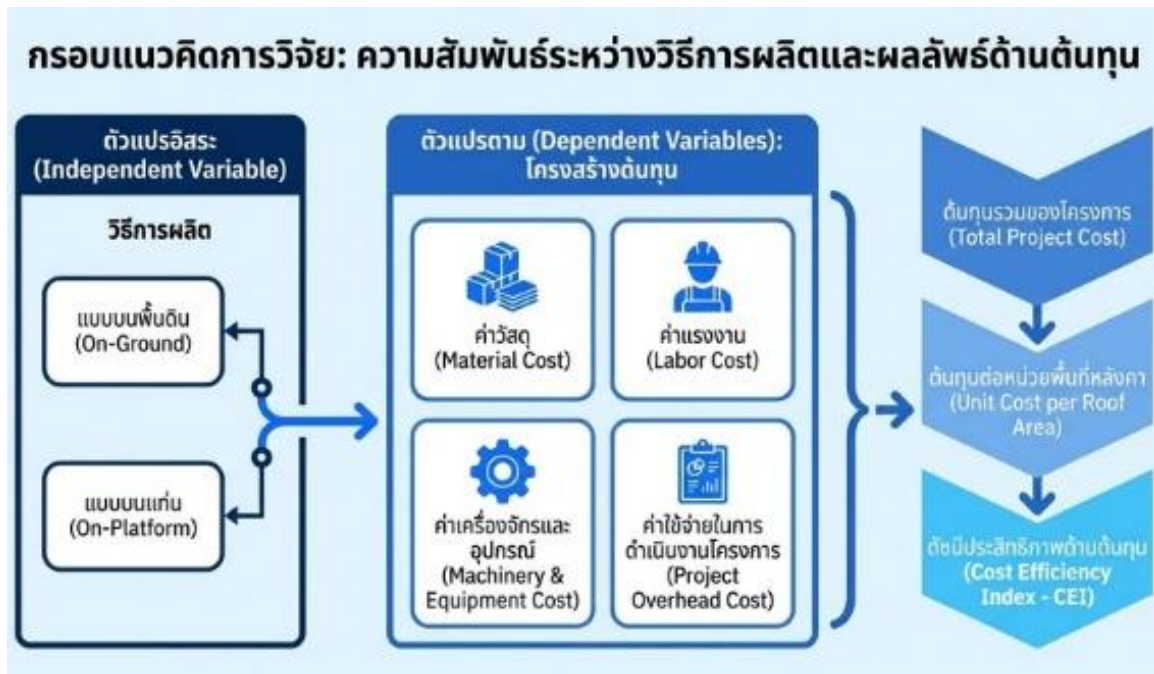 กรอบแนวคิดการวิจัย: ความสัมพันธ์ระหว่างวิธีการผลิตและผลลัพธ์ด้านต้นทุน
ตัวแปรอิสระ
(Independent Variable)
วิธีการผลิต
แบบบนพื้นดิน
(On-Ground)
แบบบนแท่น
(On-Platform)
ตัวแปรตาม (Dependent Variables):
โครงสร้างต้นทุน
ค่าวัสดุ
(Material Cost)
ค่าแรงงาน
(Labor Cost)
ค่าเครื่องจักรและ
อุปกรณ์
(Machinery &
Equipment Cost)
ค่าใช้จ่ายในการ
ดำเนินงานโครงการ
(Project
Overhead Cost)
ต้นทุนรวมของโครงการ
(Total Project Cost)
ต้นทุนต่อหน่วยพื้นที่หลังคา
(Unit Cost per Roof
Area)
ดัชนีประสิทธิภาพด้านต้นทุน
(Cost Efficiency
Index - CEI)